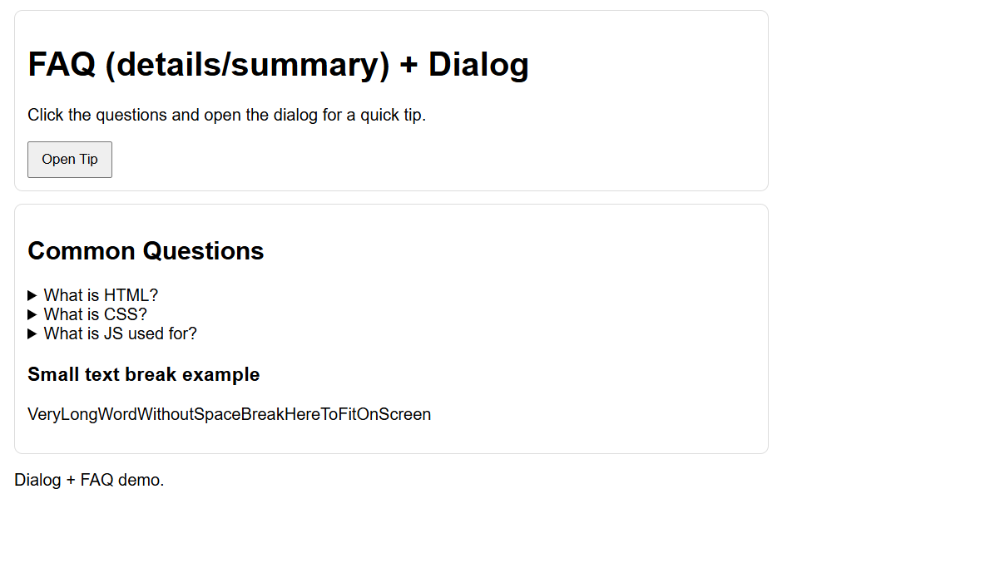 FAQ (details/summary) + Dialog
Click the questions and open the dialog for a quick tip.
Open Tip
Common Questions
What is HTML?
What is CSS?
What is JS used for?
Small text break example
VeryLongWordWithoutSpaceBreakHereToFitOnScreen
Dialog + FAQ demo.